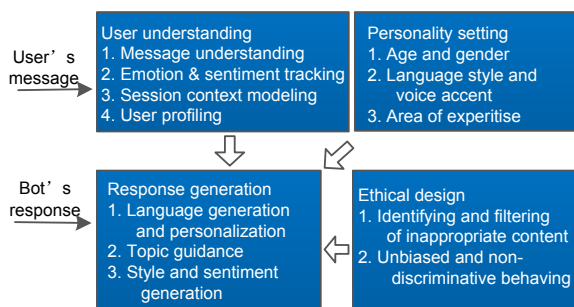 User's
message
User understanding
1. Message understanding
2. Emotion & sentiment tracking
3. Session context modeling
4. User profiling
Personality setting
1. Age and gender
2. Language style and
voice accent
3. Area of experitise
Bot's
response
Response generation
1. Language generation
and personalization
2. Topic guidance
3. Style and sentiment
generation
Ethical design
1. Identifying and filtering
of inappropriate content
2. Unbiased and non-
discriminative behaving